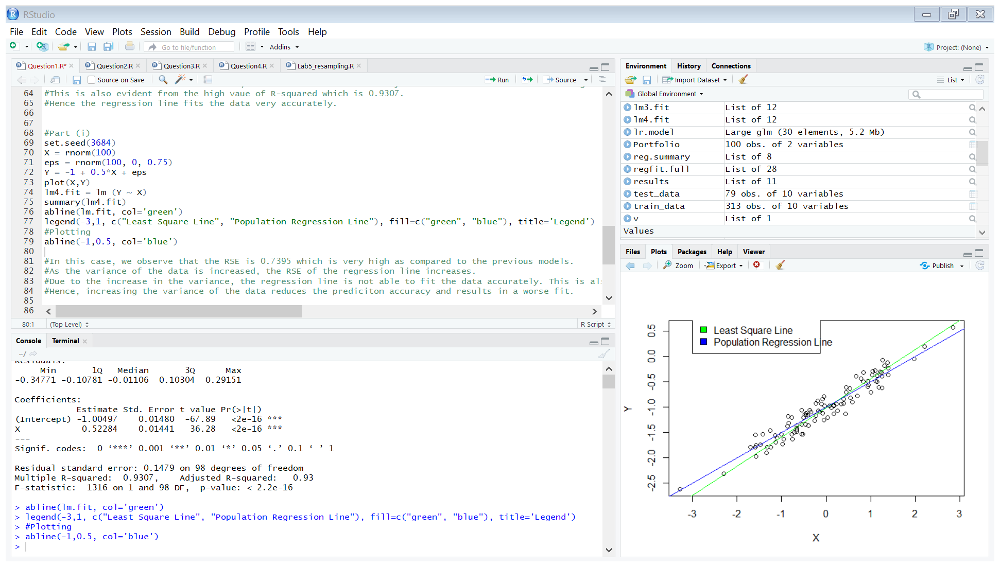 RStudio
File Edit Code View Plots Session Build Debug Profile Tools Help
Go to file/function Addins Project: (None)
Question1.R* Question2.R Question3.R Question4.R Lab5_resampling.R
Source on Save Run Source
64 #This is also evident from the high vaue of R-squared which is 0.9307.
65 #Hence the regression line fits the data very accurately.
66
67
68 #Part (i)
69 set.seed(3684)
70 X = rnorm(100)
71 eps = rnorm(100, 0, 0.75)
72 Y = -1 + 0.5*X + eps
73 plot(X,Y)
74 lm4.fit = lm (Y ~ X)
75 summary(lm4.fit)
76 abline(lm.fit, col='green')
77 legend(-3,1, c("Least Square Line", "Population Regression Line"), fill=c("green", "blue"), title='Legend')
78 #Plotting
79 abline(-1,0.5, col='blue')
80
81 #In this case, we observe that the RSE is 0.7395 which is very high as compared to the previous models.
82 #As the variance of the data is increased, the RSE of the regression line increases.
83 #Due to the increase in the variance, the regression line is not able to fit the data accurately. This is al
84 #Hence, increasing the variance of the data reduces the prediciton accuracy and results in a worse fit.
85
86
80:1 (Top Level) R Script
Console Terminal
~/
Residuals:
Min 1Q Median 3Q Max
-0.34771 -0.10781 -0.01106 0.10304 0.29151
Coefficients:
Estimate Std. Error t value Pr(>|t|)
(Intercept) -1.00497 0.01480 -67.89 <2e-16 ***
X 0.52284 0.01441 36.28 <2e-16 ***
---
Signif. codes: 0 ‘***’ 0.001 ‘**’ 0.01 ‘*’ 0.05 ‘.’ 0.1 ‘ ’ 1
Residual standard error: 0.1479 on 98 degrees of freedom
Multiple R-squared: 0.9307, Adjusted R-squared: 0.93
F-statistic: 1316 on 1 and 98 DF, p-value: < 2.2e-16
> abline(lm.fit, col='green')
> legend(-3,1, c("Least Square Line", "Population Regression Line"), fill=c("green", "blue"), title='Legend')
> #Plotting
> abline(-1,0.5, col='blue')
>
Environment History Connections
Import Dataset List
Global Environment
lm3.fit List of 12
lm4.fit List of 12
lr.model Large glm (30 elements, 5.2 Mb)
Portfolio 100 obs. of 2 variables
reg.summary List of 8
regfit.full List of 28
results List of 11
test_data 79 obs. of 10 variables
train_data 313 obs. of 10 variables
v List of 1
Values
Files Plots Packages Help Viewer
Zoom Export Publish
Least Square Line
Population Regression Line
0.5
0.0
-0.5
-1.0
-1.5
-2.0
-2.5
Y
-3 -2 -1 0 1 2 3
X